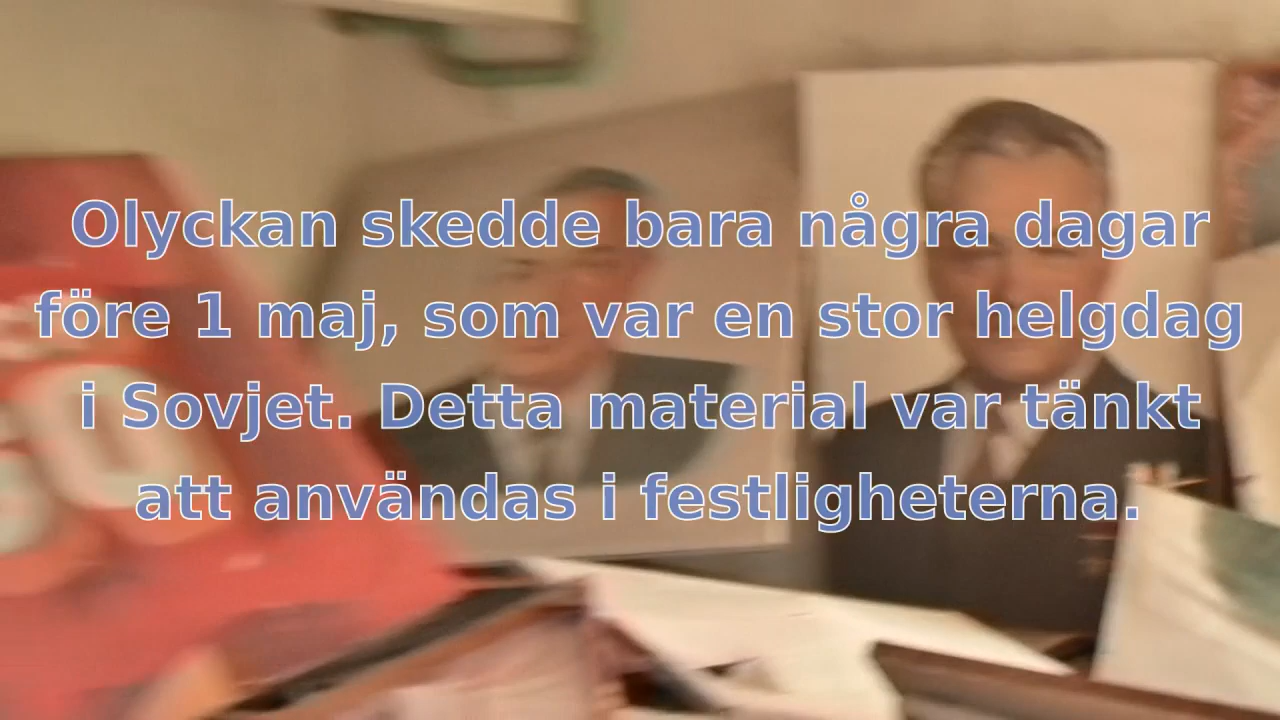 Olyckan skedde bara några dagar
före 1 maj, som var en stor helgdag
i Sovjet. Detta material var tänkt
att användas i festligheterna.